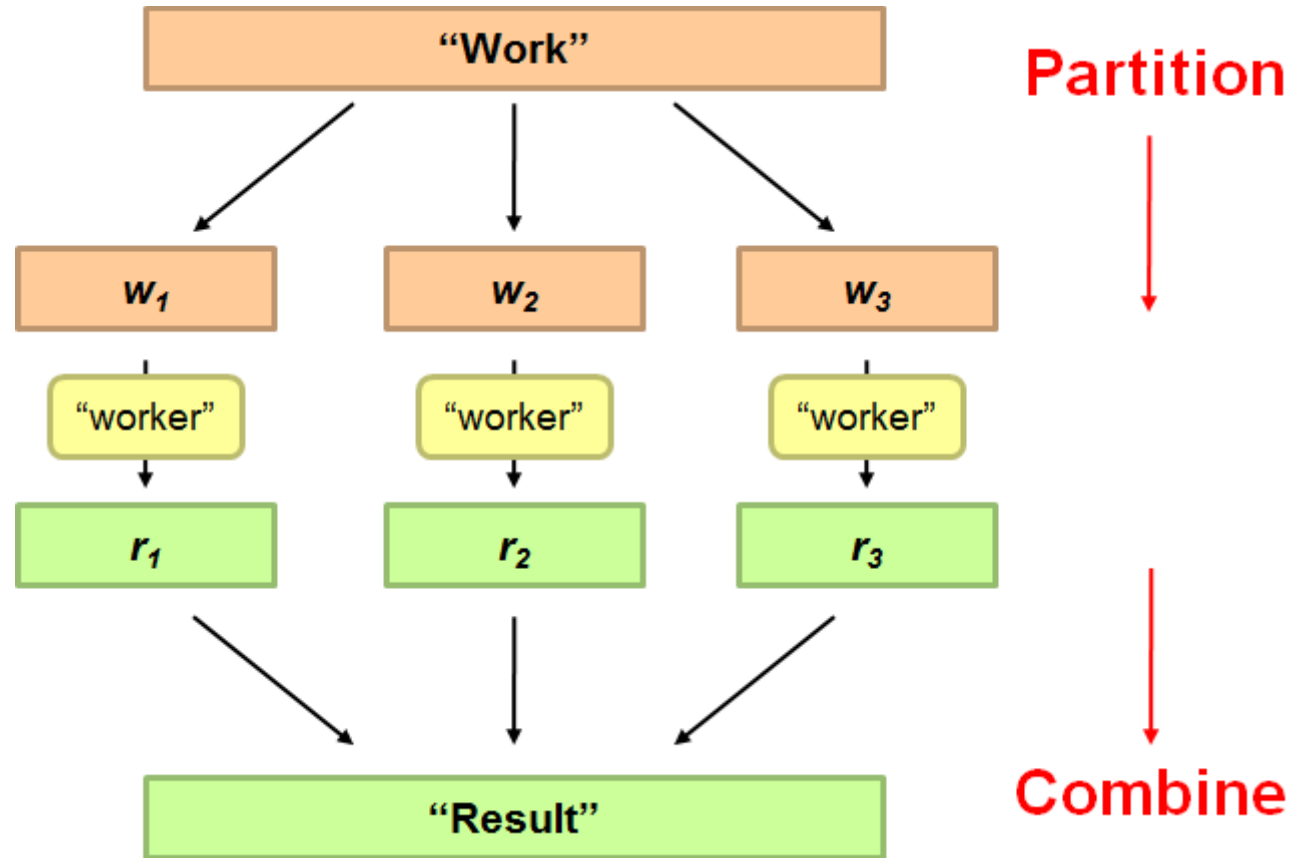 “Work”
Partition
w1
w2
w3
“worker”
“worker”
“worker”
r1
r2
r3
“Result”
Combine